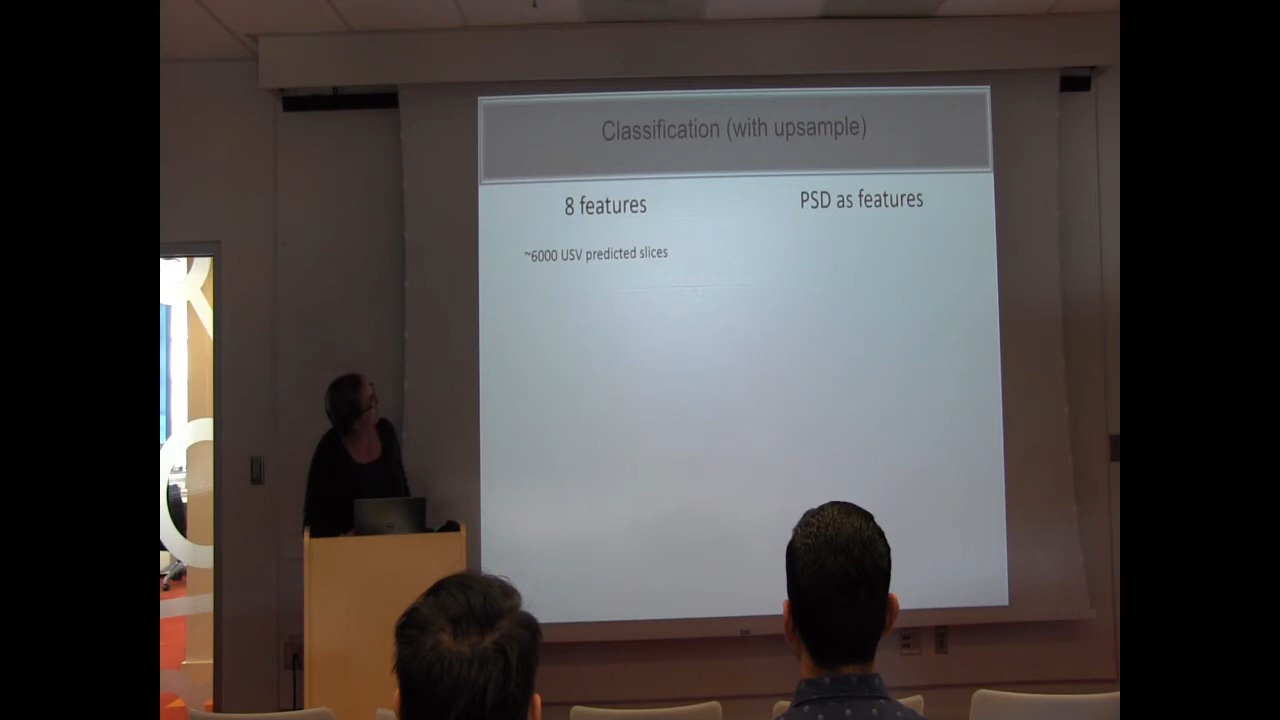 Classification (with upsample)
8 features
PSD as features
~6000 USV predicted slices